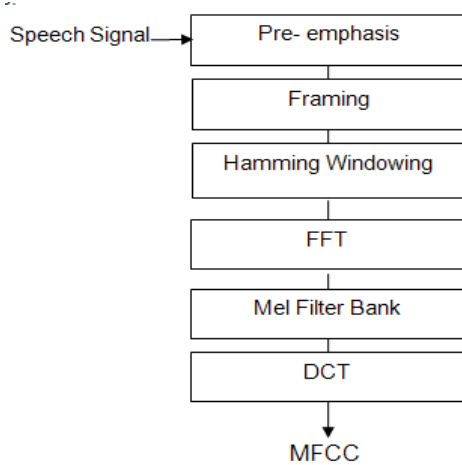 Speech Signal
Pre- emphasis
Framing
Hamming Windowing
FFT
Mel Filter Bank
DCT
MFCC